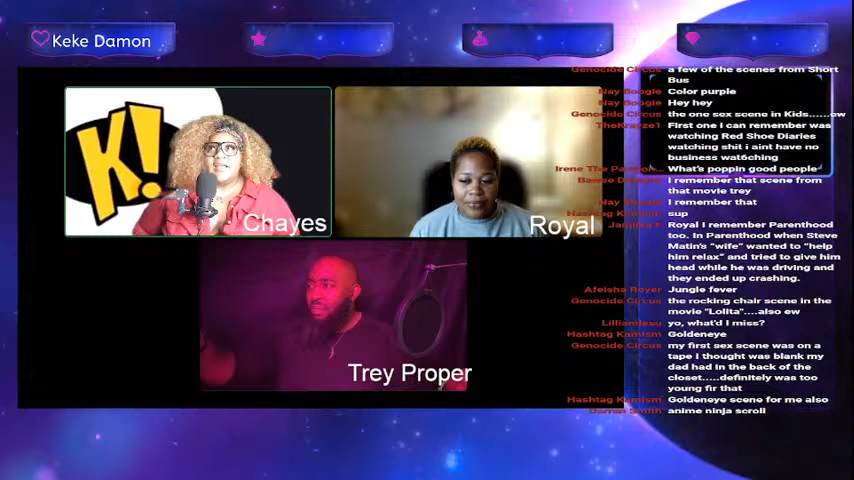 Keke Damon
K!
Chayes
Royal
Trey Proper
Genocide Circus a few of the scenes from Short
Bus
Nay Boogie Color purple
Nay Boogie Hey hey
Genocide Circus the one sex scene in Kids......ew
First one I can remember was
watching Red Shoe Diaries
watching shit i aint have no
business wat6ching
Irene The What's poppin good people
I remember that scene from
that movie trey
Nay I remember that
Hashtag sup
Royal I remember Parenthood
too. In Parenthood when Steve
Matin's "wife" wanted to "help
him relax" and tried to give him
head while he was driving and
they ended up crashing.
Afeisha Royer Jungle fever
Genocide Circus the rocking chair scene in the
movie "Lolita"....also ew
Lilliandesu yo, what'd I miss?
Hashtag Kamism Goldeneye
Genocide Circus my first sex scene was on a
tape I thought was blank my
dad had in the back of the
closet.....definitely was too
young fir that
Hashtag Kamism Goldeneye scene for me also
Darren Smith anime ninja scroll